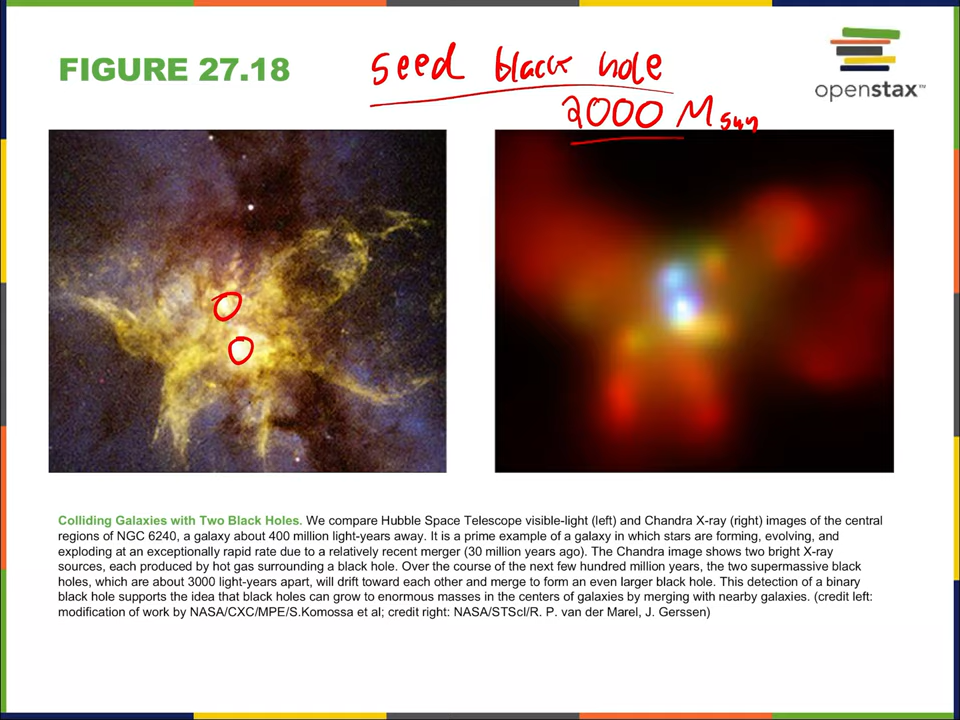 FIGURE 27.18
seed black hole
2000 Msun
openstax™
Colliding Galaxies with Two Black Holes. We compare Hubble Space Telescope visible-light (left) and Chandra X-ray (right) images of the central
regions of NGC 6240, a galaxy about 400 million light-years away. It is a prime example of a galaxy in which stars are forming, evolving, and
exploding at an exceptionally rapid rate due to a relatively recent merger (30 million years ago). The Chandra image shows two bright X-ray
sources, each produced by hot gas surrounding a black hole. Over the course of the next few hundred million years, the two supermassive black
holes, which are about 3000 light-years apart, will drift toward each other and merge to form an even larger black hole. This detection of a binary
black hole supports the idea that black holes can grow to enormous masses in the centers of galaxies by merging with nearby galaxies. (credit left:
modification of work by NASA/CXC/MPE/S.Komossa et al; credit right: NASA/STScI/R. P. van der Marel, J. Gerssen)